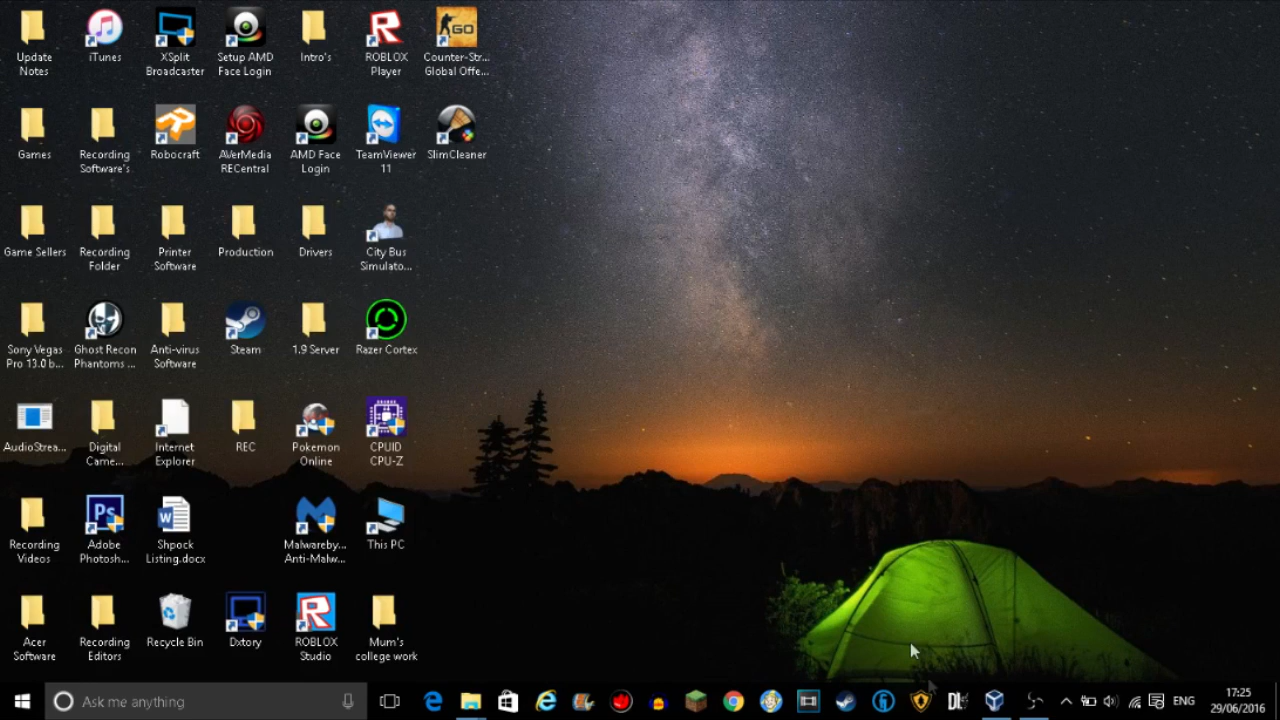 Update
Notes
iTunes
XSplit
Broadcaster
Setup AMD
Face Login
Intro's
ROBLOX
Player
GO
Counter-Str...
Global Offe...
Games
Recording
Software's
Robocraft
AVerMedia
RECentral
AMD Face
Login
TeamViewer
11
SlimCleaner
Game Sellers
Recording
Folder
Printer
Software
Production
Drivers
City Bus
Simulato...
Sony Vegas
Pro 13.0 b...
Ghost Recon
Phantoms ...
Anti-virus
Software
Steam
1.9 Server
Razer Cortex
AudioStrea...
Digital
Came...
Internet
Explorer
REC
Pokemon
Online
CPUID
CPU-Z
Recording
Videos
Ps
Adobe
Photosh...
W
Shpock
Listing.docx
Malwareby...
Anti-Malw...
This PC
Acer
Software
Recording
Editors
Recycle Bin
Dxtory
ROBLOX
Studio
Mum's
college work
Ask me anything
ENG
17:25
29/06/2016